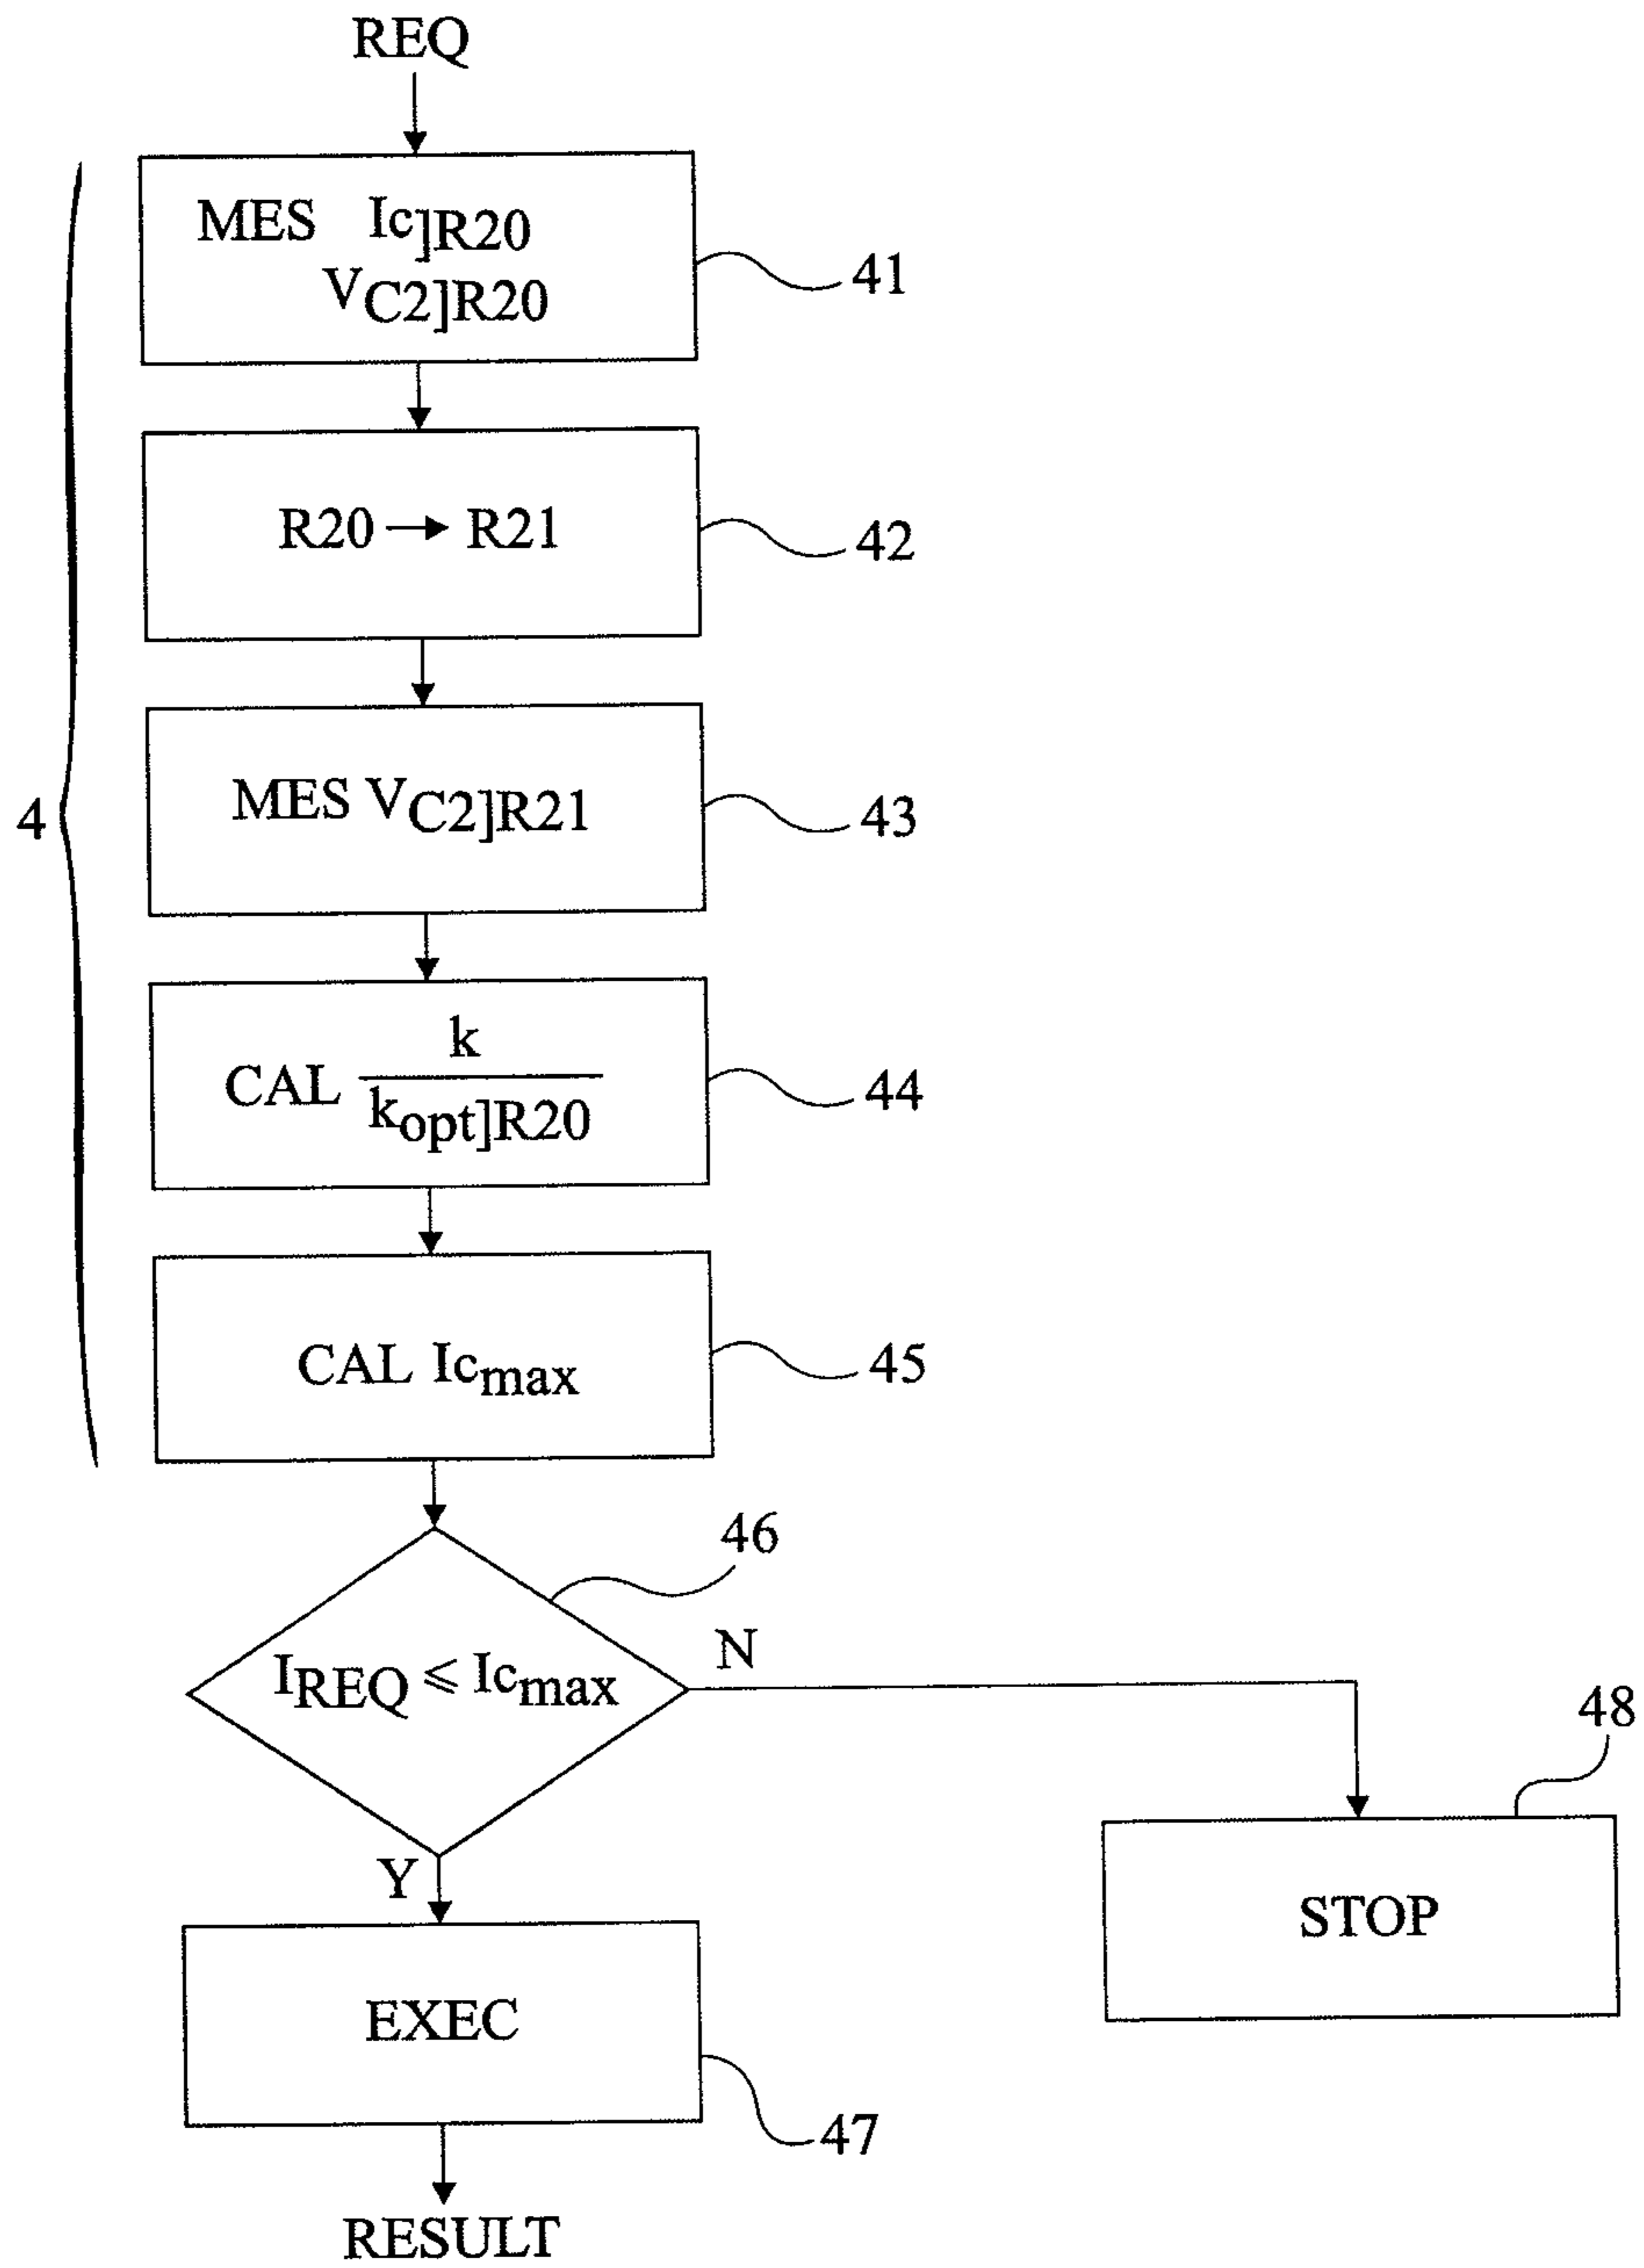 REQ
MES Ic]R20
VC2]R20
41
R20 → R21
42
MES VC2]R21
43
4
k
CAL
kopt]R20
44
CAL Icmax
45
46
IREQ ⩽ Icmax
N
48
Y
STOP
EXEC
47
RESULT